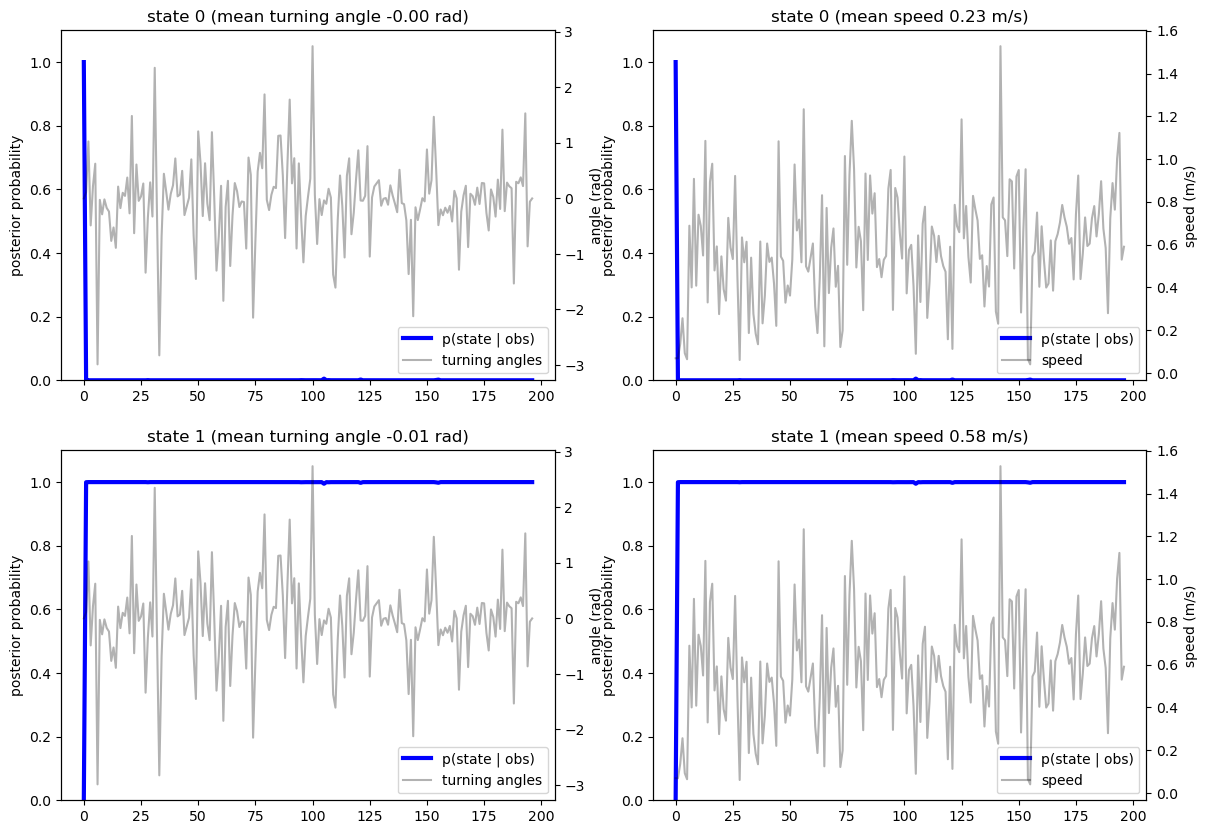 state 0 (mean turning angle -0.00 rad)
1.0
0.8
0.6
0.4
0.2
0.0
posterior probability
3
2
1
0
−1
−2
−3
angle (rad)
p(state | obs)
turning angles
0 25 50 75 100 125 150 175 200
state 0 (mean speed 0.23 m/s)
1.0
0.8
0.6
0.4
0.2
0.0
posterior probability
1.6
1.4
1.2
1.0
0.8
0.6
0.4
0.2
0.0
speed (m/s)
p(state | obs)
speed
0 25 50 75 100 125 150 175 200
state 1 (mean turning angle -0.01 rad)
1.0
0.8
0.6
0.4
0.2
0.0
posterior probability
3
2
1
0
−1
−2
−3
angle (rad)
p(state | obs)
turning angles
0 25 50 75 100 125 150 175 200
state 1 (mean speed 0.58 m/s)
1.0
0.8
0.6
0.4
0.2
0.0
posterior probability
1.6
1.4
1.2
1.0
0.8
0.6
0.4
0.2
0.0
speed (m/s)
p(state | obs)
speed
0 25 50 75 100 125 150 175 200